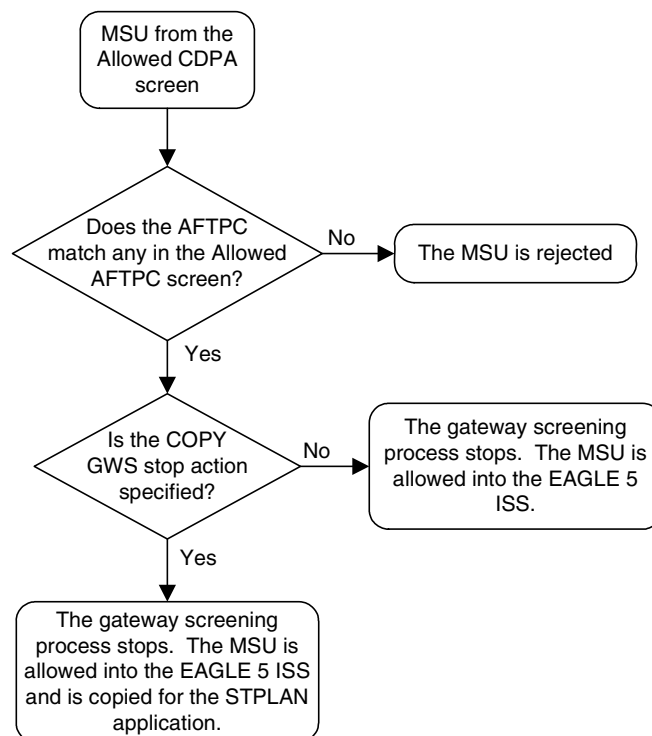 MSU from the
Allowed CDPA
screen
Does the AFTPC
match any in the Allowed
AFTPC screen?
No
The MSU is rejected
Yes
Is the COPY
GWS stop action
specified?
No
The gateway screening
process stops.  The MSU is
allowed into the EAGLE 5
ISS.
Yes
The gateway screening
process stops.  The MSU is
allowed into the EAGLE 5 ISS
and is copied for the STPLAN
application.